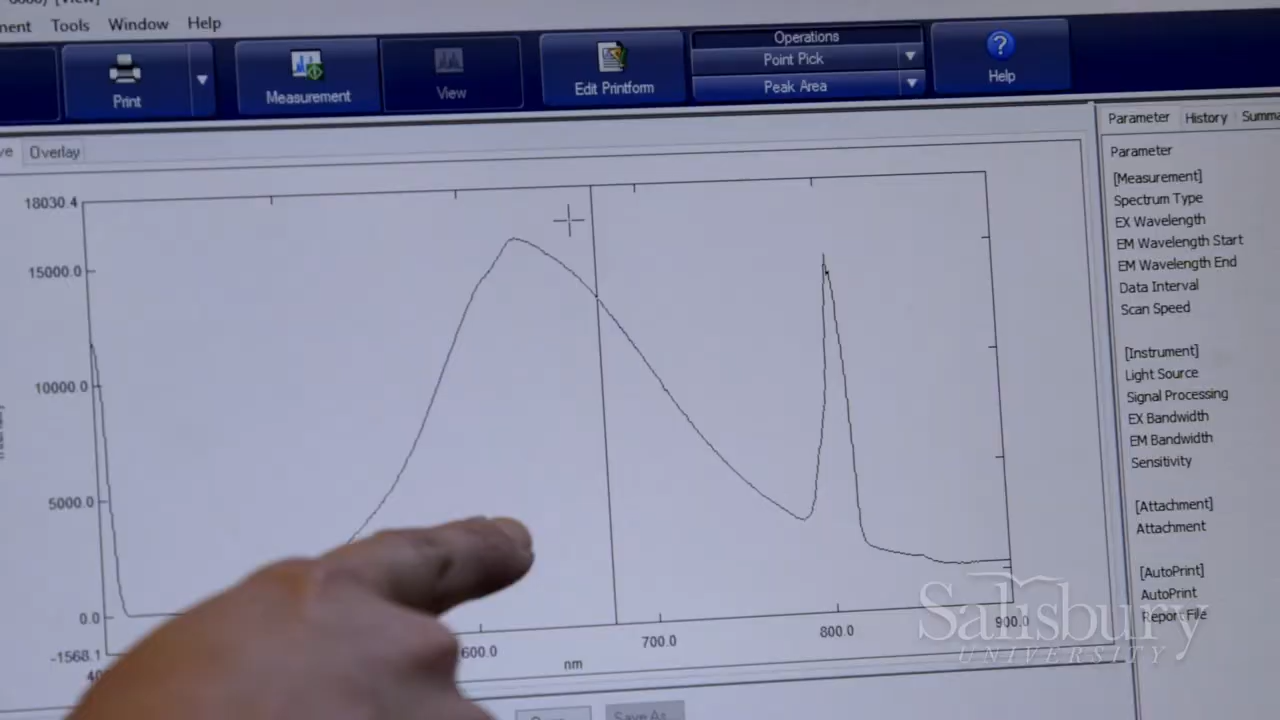 [View]
Tools Window Help
Print
Measurement
View
Edit Printform
Operations
Point Pick
Peak Area
Help
Overlay
Parameter History
Parameter
[Measurement]
Spectrum Type
EX Wavelength
EM Wavelength Start
EM Wavelength End
Data Interval
Scan Speed
[Instrument]
Light Source
Signal Processing
EX Bandwidth
EM Bandwidth
Sensitivity
[Attachment]
Attachment
[AutoPrint]
AutoPrint
Report File
18030.4
15000.0
10000.0
5000.0
0.0
-1568.1
600.0 700.0 800.0 900.0
nm
Save As...
Salisbury
UNIVERSITY